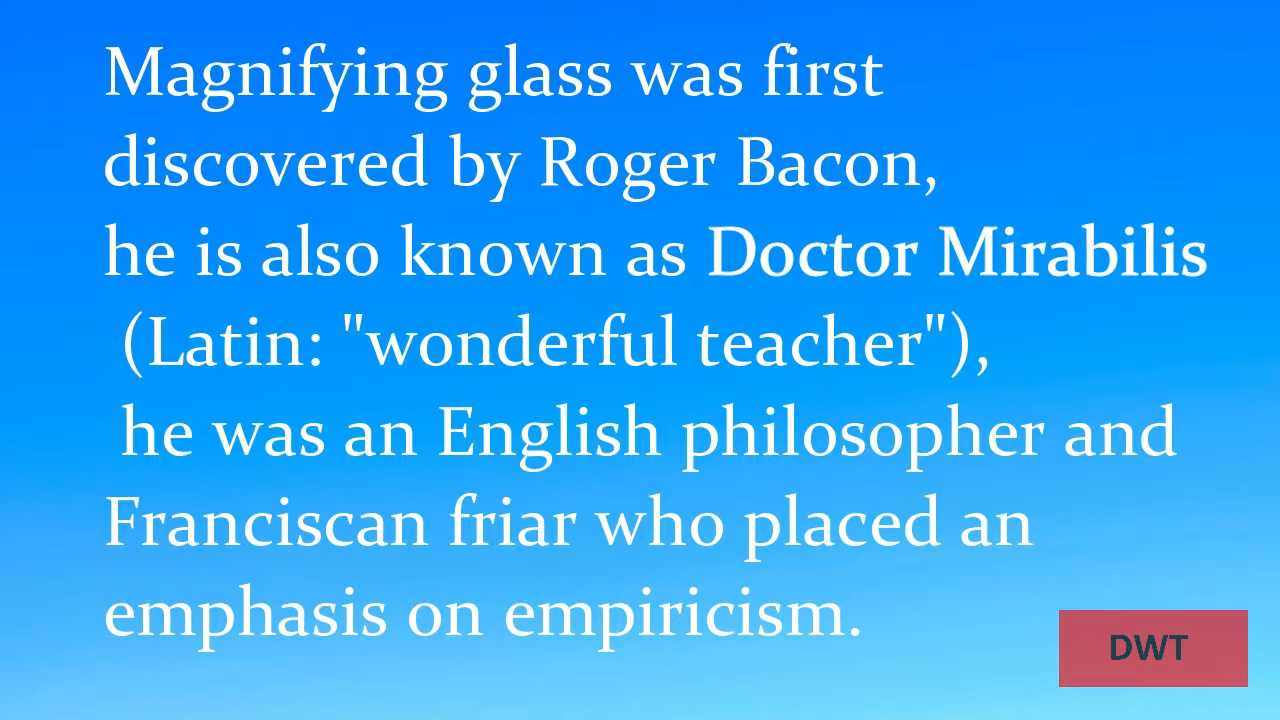 Magnifying glass was first
discovered by Roger Bacon,
he is also known as Doctor Mirabilis
(Latin: "wonderful teacher"),
he was an English philosopher and
Franciscan friar who placed an
emphasis on empiricism.
DWT